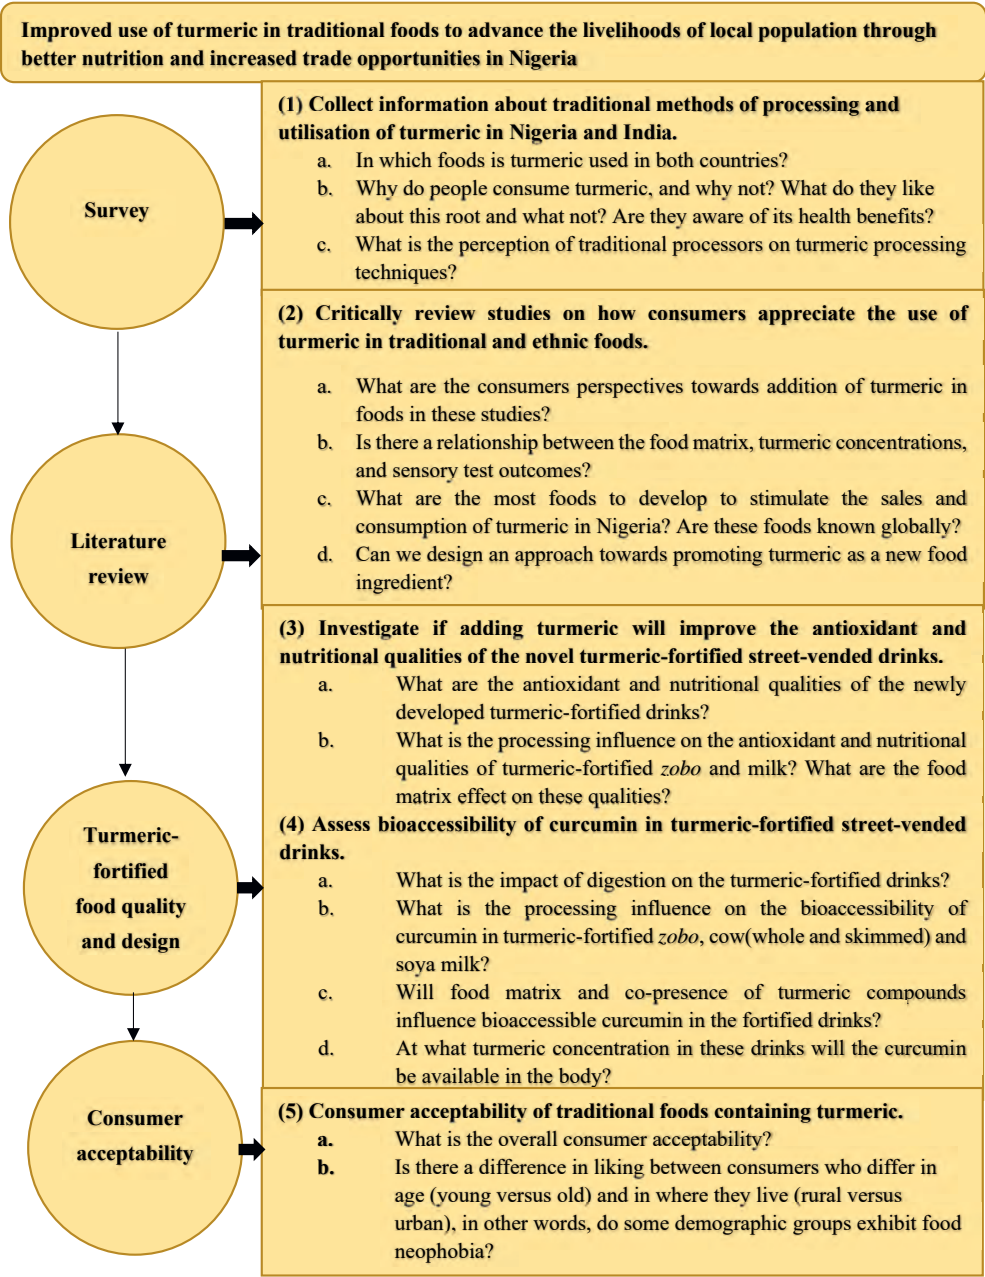 Improved use of turmeric in traditional foods to advance the livelihoods of local population through
better nutrition and increased trade opportunities in Nigeria
Survey
(1) Collect information about traditional methods of processing and
utilisation of turmeric in Nigeria and India.
a. In which foods is turmeric used in both countries?
b. Why do people consume turmeric, and why not? What do they like
about this root and what not? Are they aware of its health benefits?
c. What is the perception of traditional processors on turmeric processing
techniques?
Literature
review
(2) Critically review studies on how consumers appreciate the use of
turmeric in traditional and ethnic foods.
a. What are the consumers perspectives towards addition of turmeric in
foods in these studies?
b. Is there a relationship between the food matrix, turmeric concentrations,
and sensory test outcomes?
c. What are the most foods to develop to stimulate the sales and
consumption of turmeric in Nigeria? Are these foods known globally?
d. Can we design an approach towards promoting turmeric as a new food
ingredient?
Turmeric-
fortified
food quality
and design
(3) Investigate if adding turmeric will improve the antioxidant and
nutritional qualities of the novel turmeric-fortified street-vended drinks.
a. What are the antioxidant and nutritional qualities of the newly
developed turmeric-fortified drinks?
b. What is the processing influence on the antioxidant and nutritional
qualities of turmeric-fortified zobo and milk? What are the food
matrix effect on these qualities?
(4) Assess bioaccessibility of curcumin in turmeric-fortified street-vended
drinks.
a. What is the impact of digestion on the turmeric-fortified drinks?
b. What is the processing influence on the bioaccessibility of
curcumin in turmeric-fortified zobo, cow(whole and skimmed) and
soya milk?
c. Will food matrix and co-presence of turmeric compounds
influence bioaccessible curcumin in the fortified drinks?
d. At what turmeric concentration in these drinks will the curcumin
be available in the body?
Consumer
acceptability
(5) Consumer acceptability of traditional foods containing turmeric.
a. What is the overall consumer acceptability?
b. Is there a difference in liking between consumers who differ in
age (young versus old) and in where they live (rural versus
urban), in other words, do some demographic groups exhibit food
neophobia?